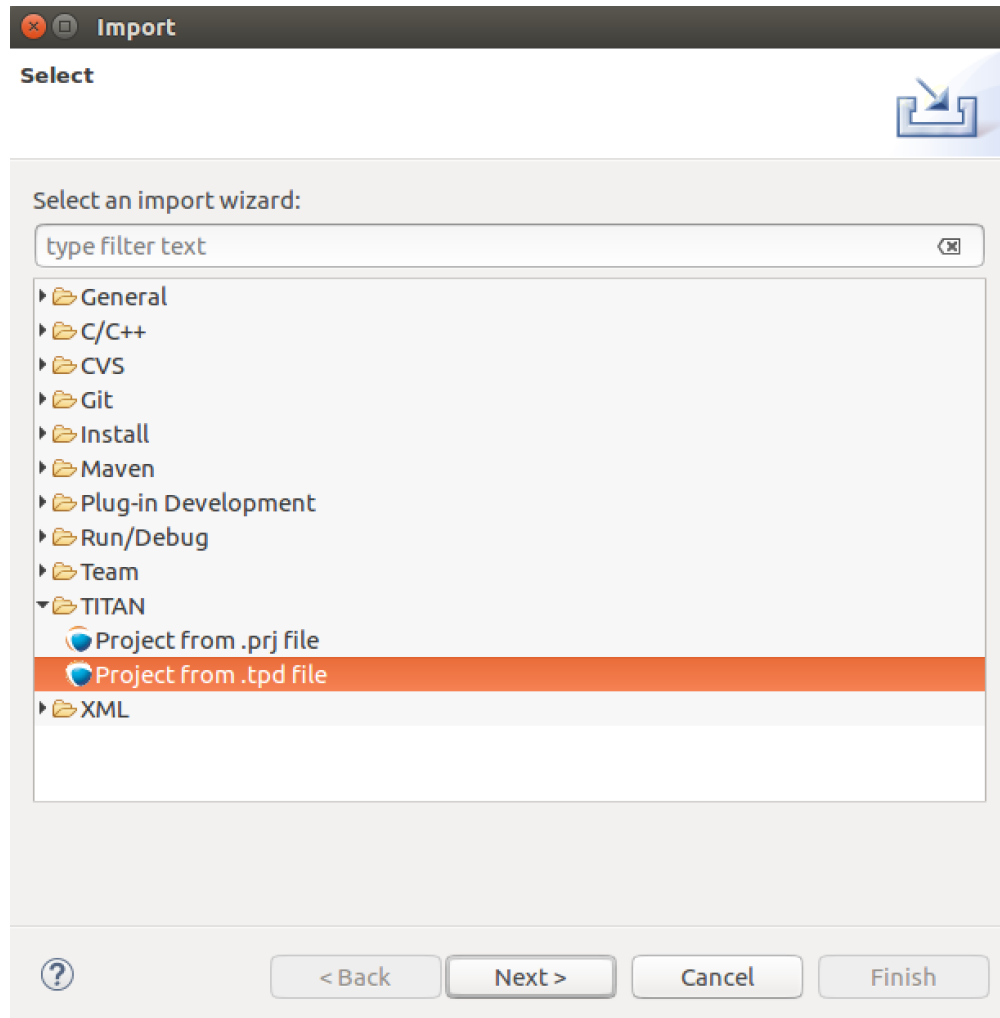 Import
Select
Select an import wizard:
type filter text
General
C/C++
CVS
Git
Install
Maven
Plug-in Development
Run/Debug
Team
TITAN
Project from .prj file
Project from .tpd file
XML
? < Back Next > Cancel Finish